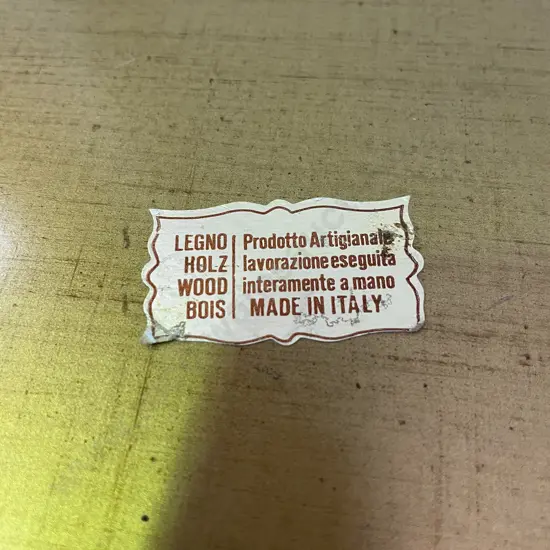 LEGNO
HOLZ
WOOD
BOIS
Prodotto Artigianale
lavorazione eseguita
interamente a mano
MADE IN ITALY